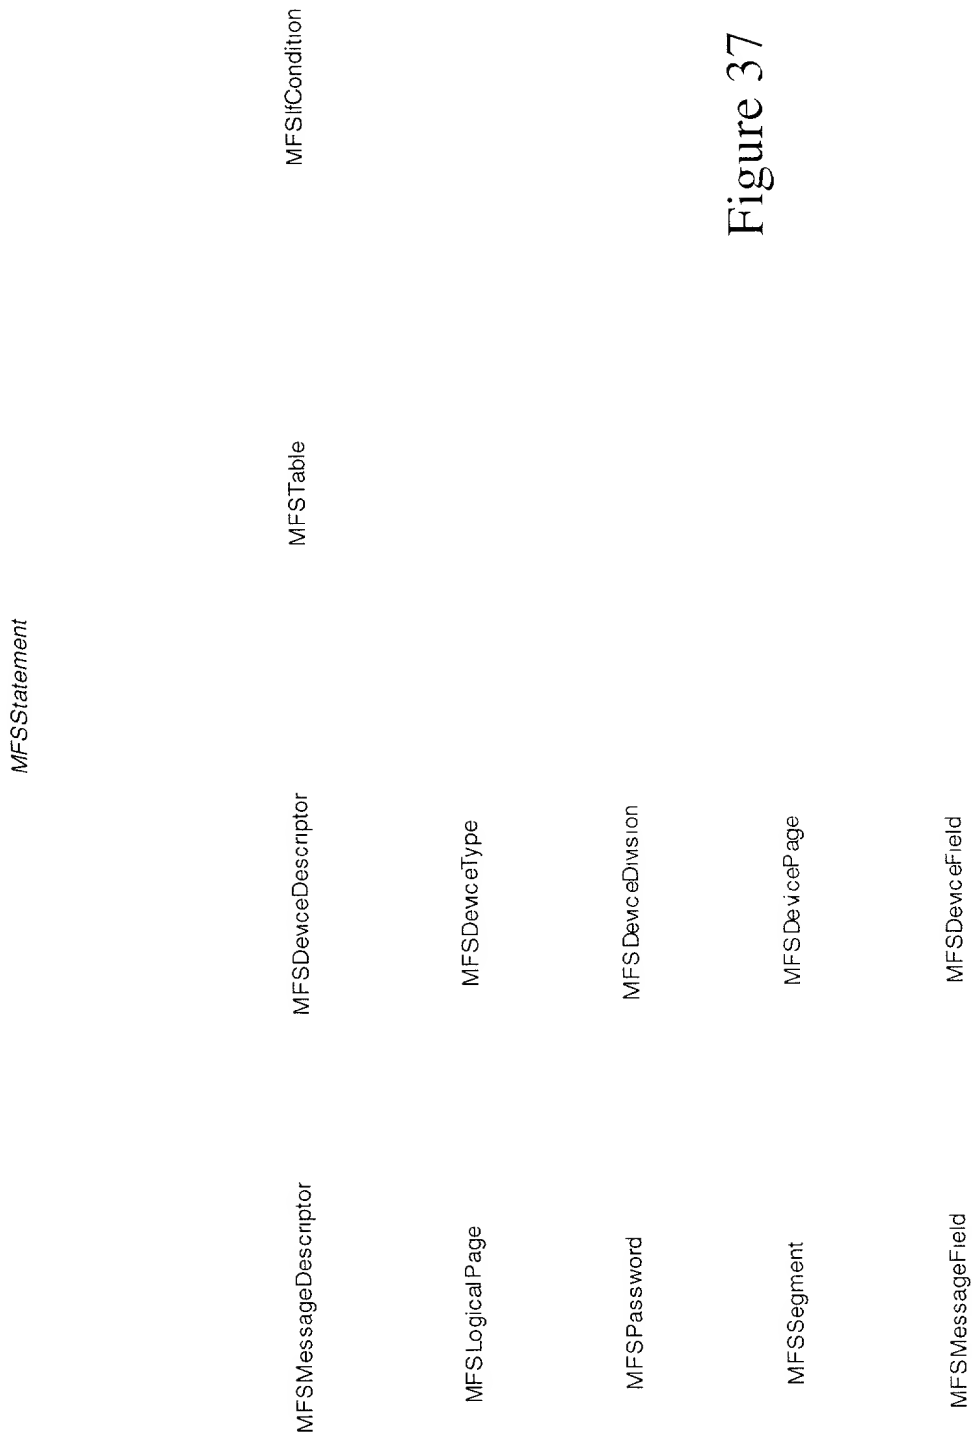 MFSStatement
MFSMessageDescriptor
MFSDeviceDescriptor
MFSTable
MFSIfCondition
MFSLogicalPage
MFSDeviceType
MFSPassword
MFSDeviceDivision
MFSSegment
MFSDevicePage
MFSMessageField
MFSDeviceField
Figure 37